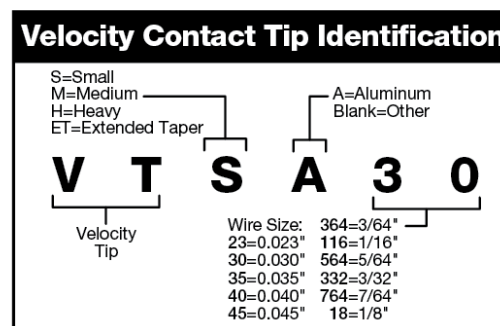 Velocity Contact Tip Identification
S=Small
M=Medium
H=Heavy
ET=Extended Taper
A=Aluminum
Blank=Other
V T S A 3 0
Velocity
Tip
Wire Size: 364=3/64"
23=0.023" 116=1/16"
30=0.030" 564=5/64"
35=0.035" 332=3/32"
40=0.040" 764=7/64"
45=0.045" 18=1/8"